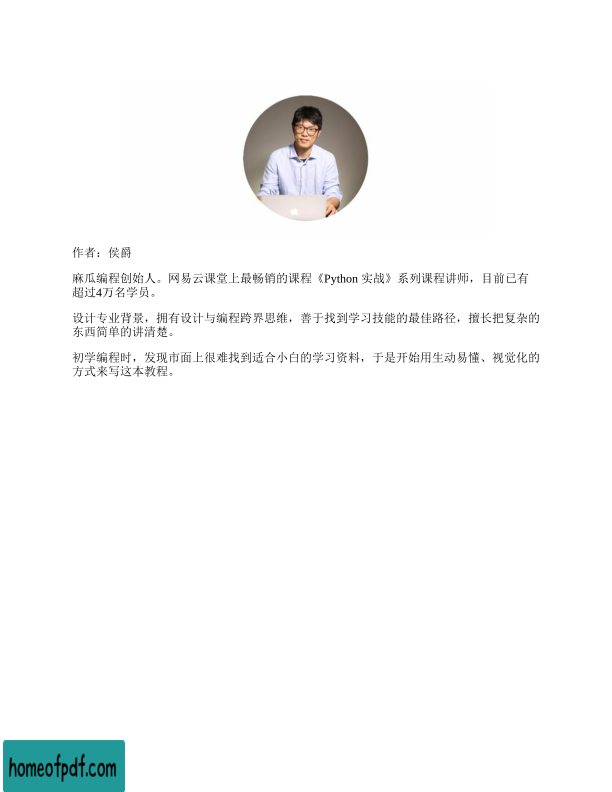 作者：侯爵
麻瓜编程创始人。网易云课堂上最畅销的课程《Python 实战》系列课程讲师，目前已有
超过4万名学员。
设计专业背景，拥有设计与编程跨界思维，善于找到学习技能的最佳路径，擅长把复杂的
东西简单的讲清楚。
初学编程时，发现市面上很难找到适合小白的学习资料，于是开始用生动易懂、视觉化的
方式来写这本教程。
homeofpdf.com